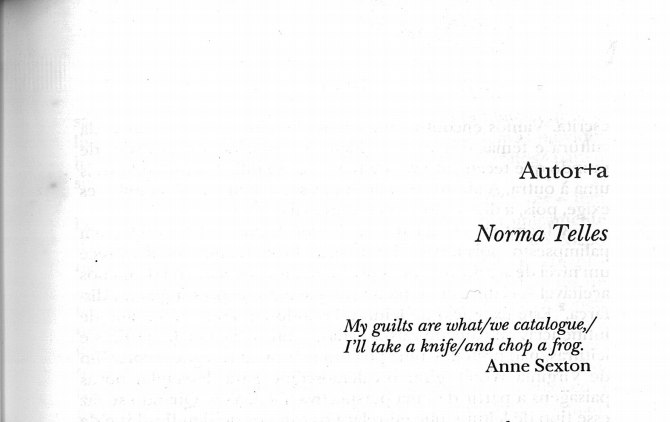 Autor+a
Norma Telles
My guilts are what/we catalogue,/
I'll take a knife/and chop a frog.
Anne Sexton